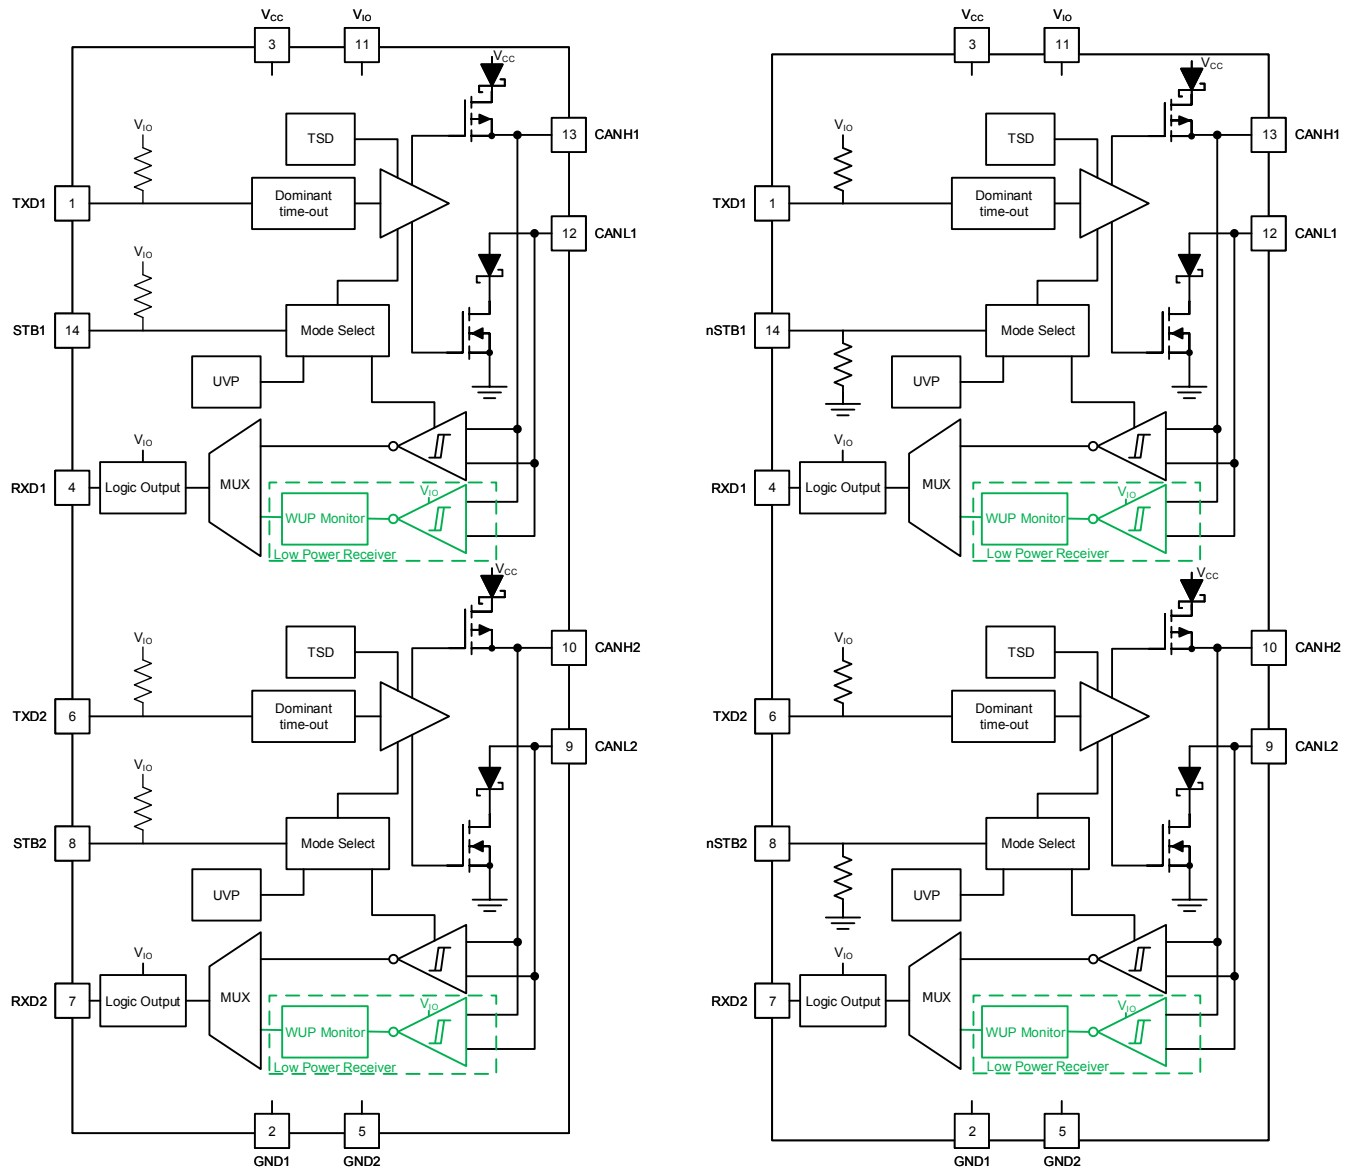 VCC VIO
3 11
VCC
TSD
VIO
13 CANH1
TXD1 1
Dominant
time-out
12 CANL1
VIO
STB1 14
Mode Select
UVP
VIO
MUX
RXD1 4
Logic Output
VIO
WUP Monitor
Low Power Receiver
VCC
TSD
VIO
10 CANH2
TXD2 6
Dominant
time-out
9 CANL2
VIO
STB2 8
Mode Select
UVP
VIO
MUX
RXD2 7
Logic Output
VIO
WUP Monitor
Low Power Receiver
2 5
GND1 GND2
VCC VIO
3 11
VCC
TSD
VIO
13 CANH1
TXD1 1
Dominant
time-out
12 CANL1
nSTB1 14
Mode Select
UVP
VIO
MUX
RXD1 4
Logic Output
VIO
WUP Monitor
Low Power Receiver
VCC
TSD
VIO
10 CANH2
TXD2 6
Dominant
time-out
9 CANL2
nSTB2 8
Mode Select
UVP
VIO
MUX
RXD2 7
Logic Output
VIO
WUP Monitor
Low Power Receiver
2 5
GND1 GND2